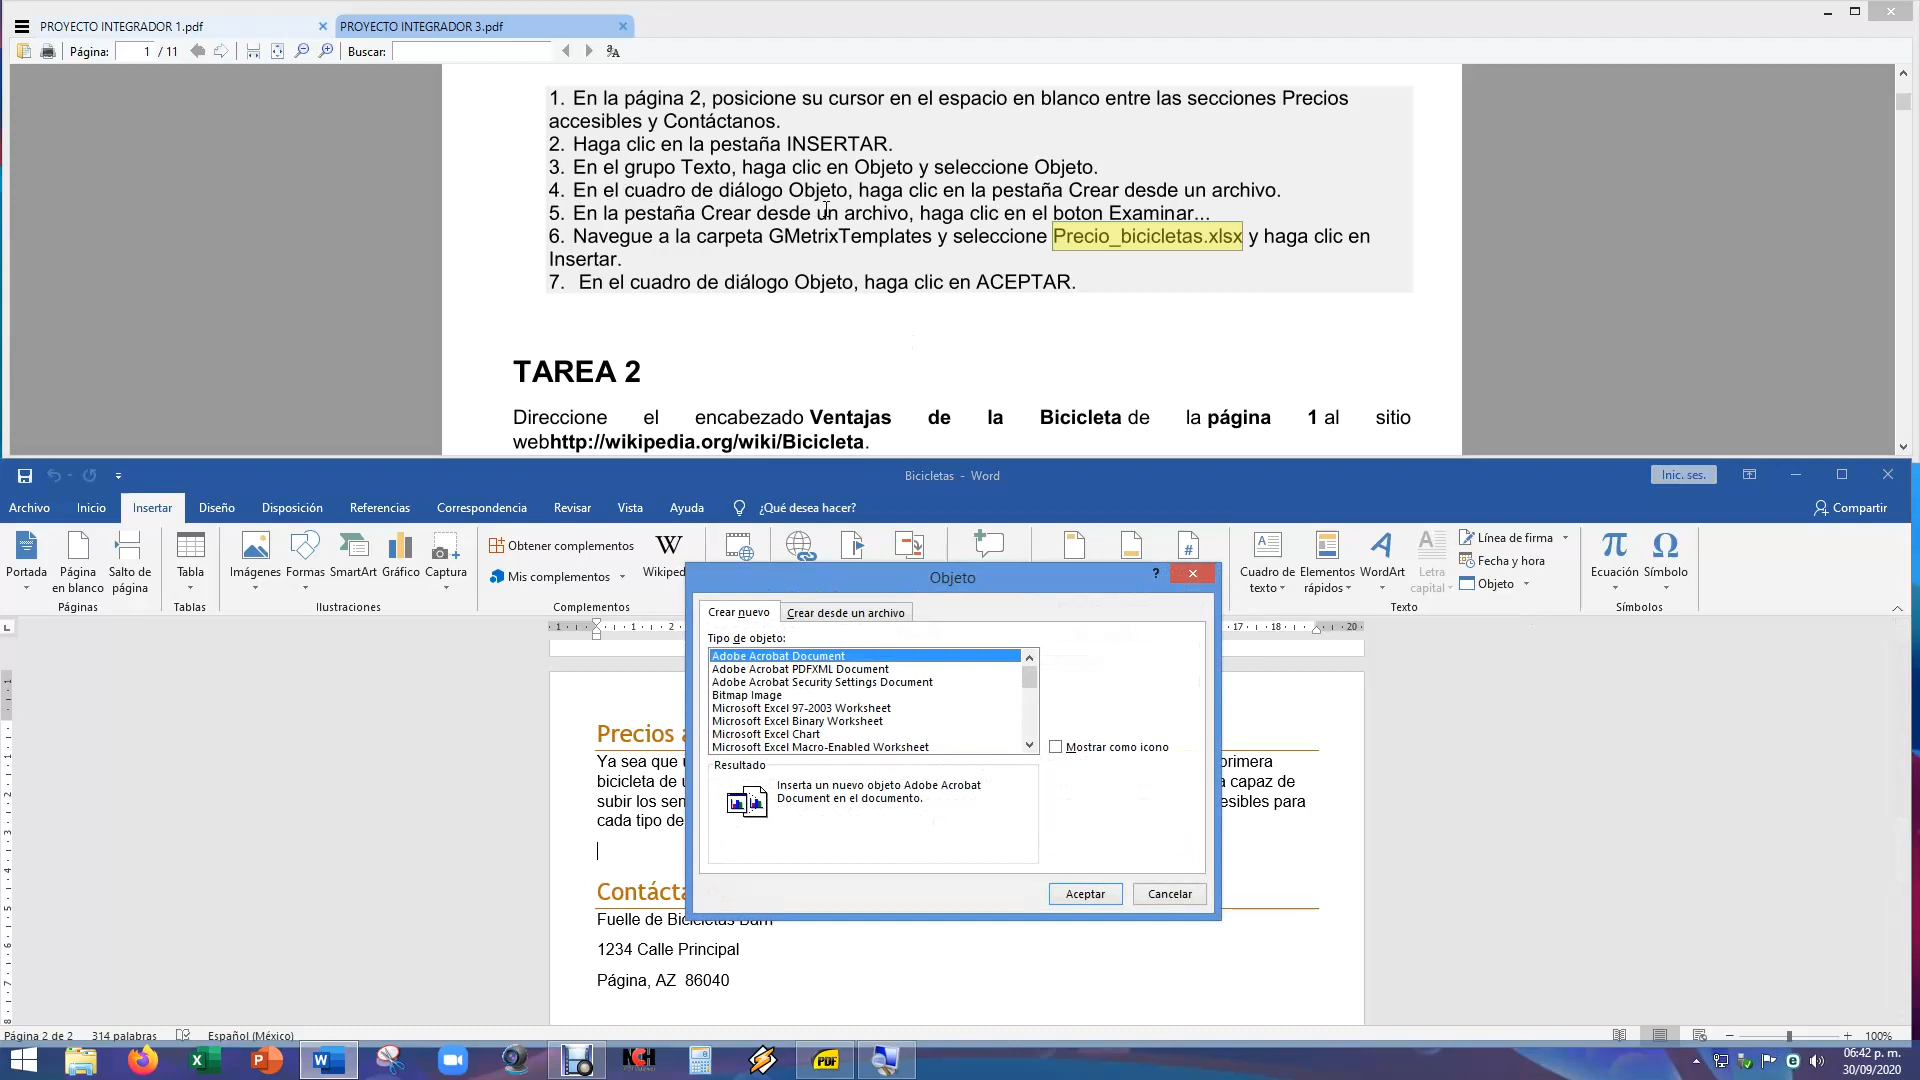 PROYECTO INTEGRADOR 1.pdf
PROYECTO INTEGRADOR 3.pdf
Página: 1 / 11
Buscar:
1. En la página 2, posicione su cursor en el espacio en blanco entre las secciones Precios
accesibles y Contáctanos.
2. Haga clic en la pestaña INSERTAR.
3. En el grupo Texto, haga clic en Objeto y seleccione Objeto.
4. En el cuadro de diálogo Objeto, haga clic en la pestaña Crear desde un archivo.
5. En la pestaña Crear desde un archivo, haga clic en el boton Examinar...
6. Navegue a la carpeta GMetrixTemplates y seleccione Precio_bicicletas.xlsx y haga clic en
Insertar.
7. En el cuadro de diálogo Objeto, haga clic en ACEPTAR.
TAREA 2
Direccione el encabezado Ventajas de la Bicicleta de la página 1 al sitio
webhttp://wikipedia.org/wiki/Bicicleta.
Bicicletas - Word
Inic. ses.
Archivo Inicio Insertar Diseño Disposición Referencias Correspondencia Revisar Vista Ayuda ¿Qué desea hacer? Compartir
Portada
Página
en blanco
Salto de
página
Páginas
Tabla
Tablas
Imágenes Formas SmartArt Gráfico Captura
Ilustraciones
Obtener complementos
Mis complementos
Wikiped
Complementos
Cuadro de
texto
Elementos
rápidos
WordArt
Letra
capital
Línea de firma
Fecha y hora
Objeto
Texto
Ecuación Símbolo
Símbolos
Objeto
Crear nuevo
Crear desde un archivo
Tipo de objeto:
Adobe Acrobat Document
Adobe Acrobat PDFXML Document
Adobe Acrobat Security Settings Document
Bitmap Image
Microsoft Excel 97-2003 Worksheet
Microsoft Excel Binary Worksheet
Microsoft Excel Chart
Microsoft Excel Macro-Enabled Worksheet
Mostrar como icono
Resultado
Inserta un nuevo objeto Adobe Acrobat
Document en el documento.
Aceptar
Cancelar
Precios
Ya sea que
bicicleta de
subir los sen
cada tipo de
primera
capaz de
esibles para
Contácta
Fuelle de Bicicletas Barn
1234 Calle Principal
Página, AZ 86040
Página 2 de 2
314 palabras
Español (México)
100%
06:42 p. m.
30/09/2020